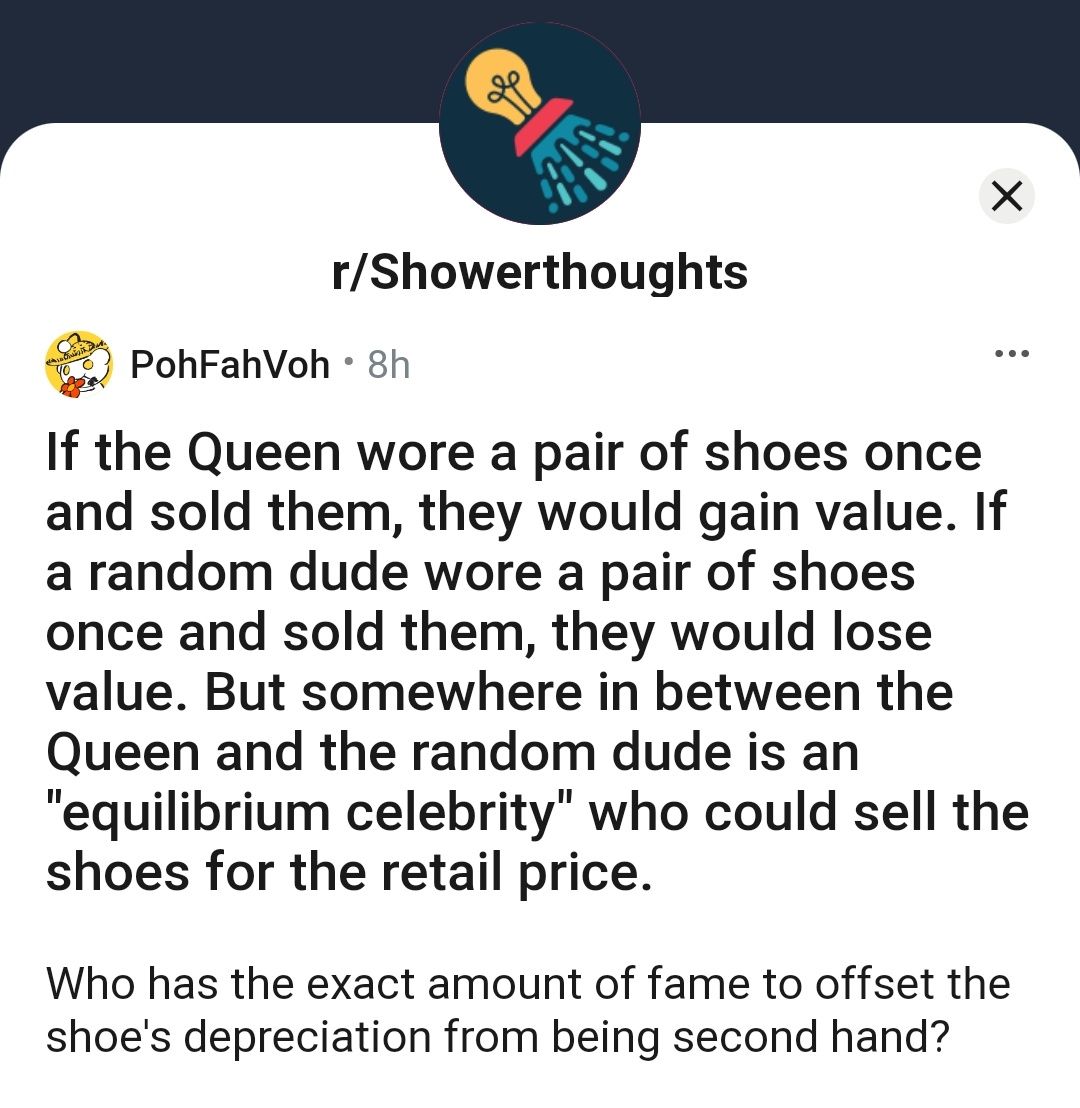 r/Showerthoughts
PohFahVoh • 8h
If the Queen wore a pair of shoes once
and sold them, they would gain value. If
a random dude wore a pair of shoes
once and sold them, they would lose
value. But somewhere in between the
Queen and the random dude is an
"equilibrium celebrity" who could sell the
shoes for the retail price.
Who has the exact amount of fame to offset the
shoe's depreciation from being second hand?